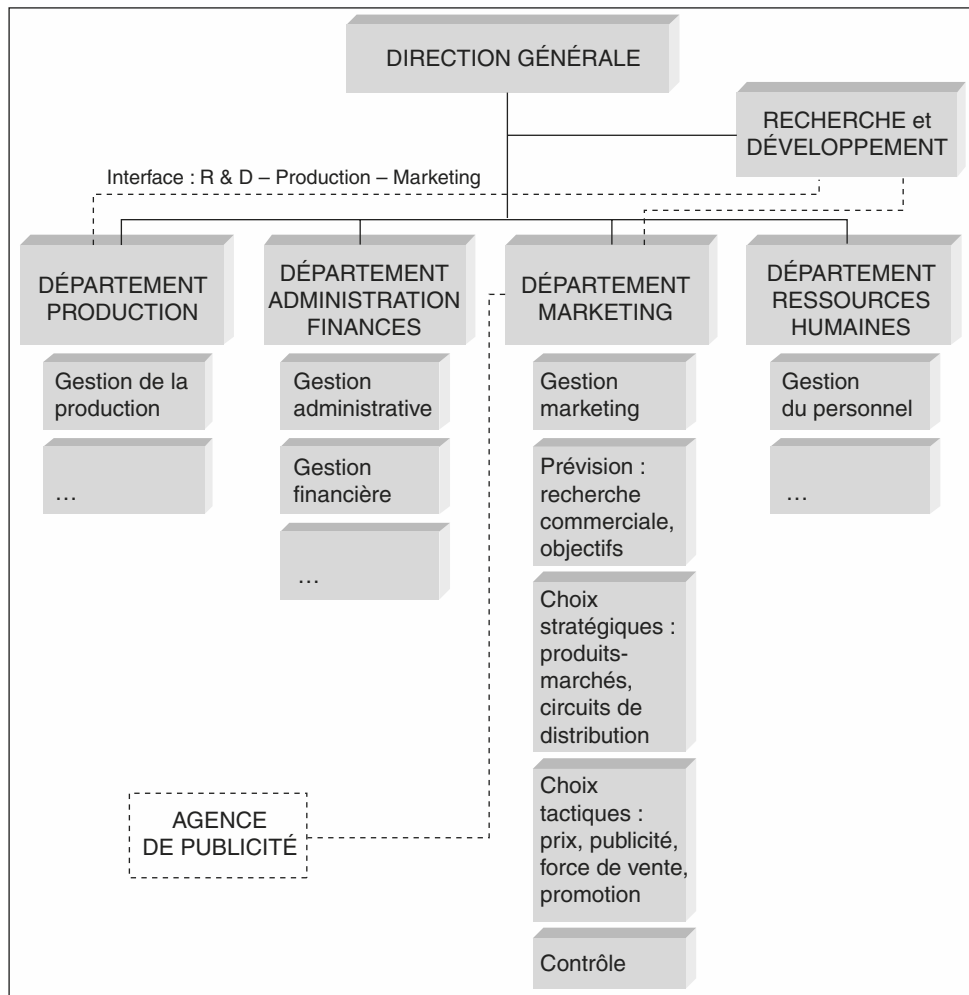 DIRECTION GÉNÉRALE
RECHERCHE et
DÉVELOPPEMENT
Interface : R & D – Production – Marketing
DÉPARTEMENT
PRODUCTION
Gestion de la
production
…
DÉPARTEMENT
ADMINISTRATION
FINANCES
Gestion
administrative
Gestion
financière
…
DÉPARTEMENT
MARKETING
Gestion
marketing
Prévision :
recherche
commerciale,
objectifs
Choix
stratégiques :
produits-
marchés,
circuits de
distribution
Choix
tactiques :
prix, publicité,
force de vente,
promotion
Contrôle
DÉPARTEMENT
RESSOURCES
HUMAINES
Gestion
du personnel
…
AGENCE
DE PUBLICITÉ